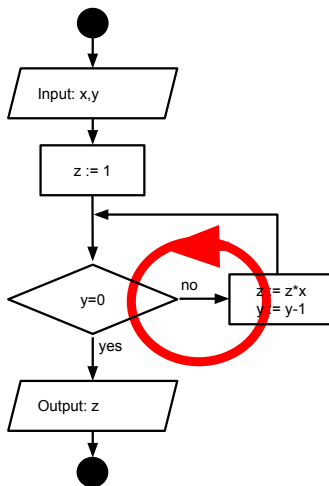 Input: x,y
z := 1
y=0
no
z := z*x
y := y-1
yes
Output: z